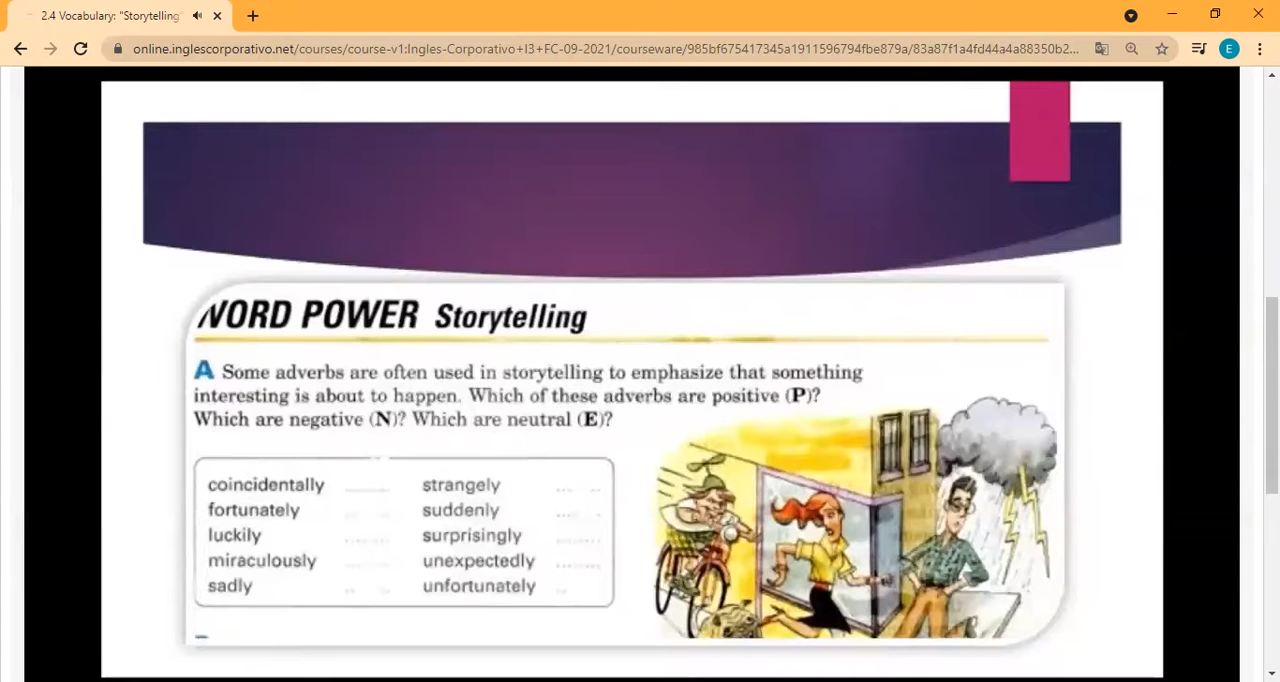 2.4 Vocabulary: "Storytelling
online.inglescorporativo.net/courses/course-v1:Ingles-Corporativo+I3+FC-09-2021/courseware/985bf675417345a1911596794fbe879a/83a87f1a4fd44a4a88350b2...
E
WORD POWER Storytelling
A Some adverbs are often used in storytelling to emphasize that something
interesting is about to happen. Which of these adverbs are positive (P)?
Which are negative (N)? Which are neutral (E)?
coincidentally ........ strangely ........
fortunately ........ suddenly ........
luckily ........ surprisingly ........
miraculously ........ unexpectedly ........
sadly ........ unfortunately ........